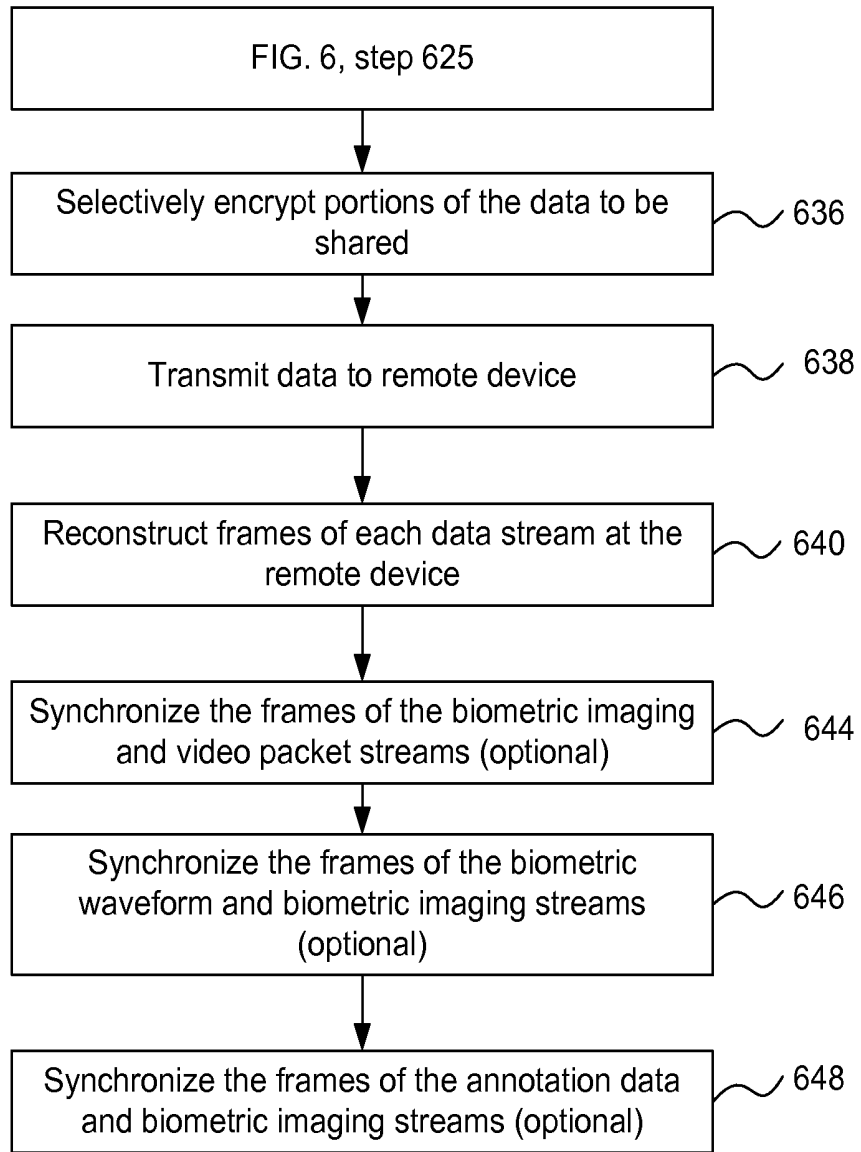 FIG. 6, step 625
Selectively encrypt portions of the data to be
shared
636
Transmit data to remote device
638
Reconstruct frames of each data stream at the
remote device
640
Synchronize the frames of the biometric imaging
and video packet streams (optional)
644
Synchronize the frames of the biometric
waveform and biometric imaging streams
(optional)
646
Synchronize the frames of the annotation data
and biometric imaging streams (optional)
648